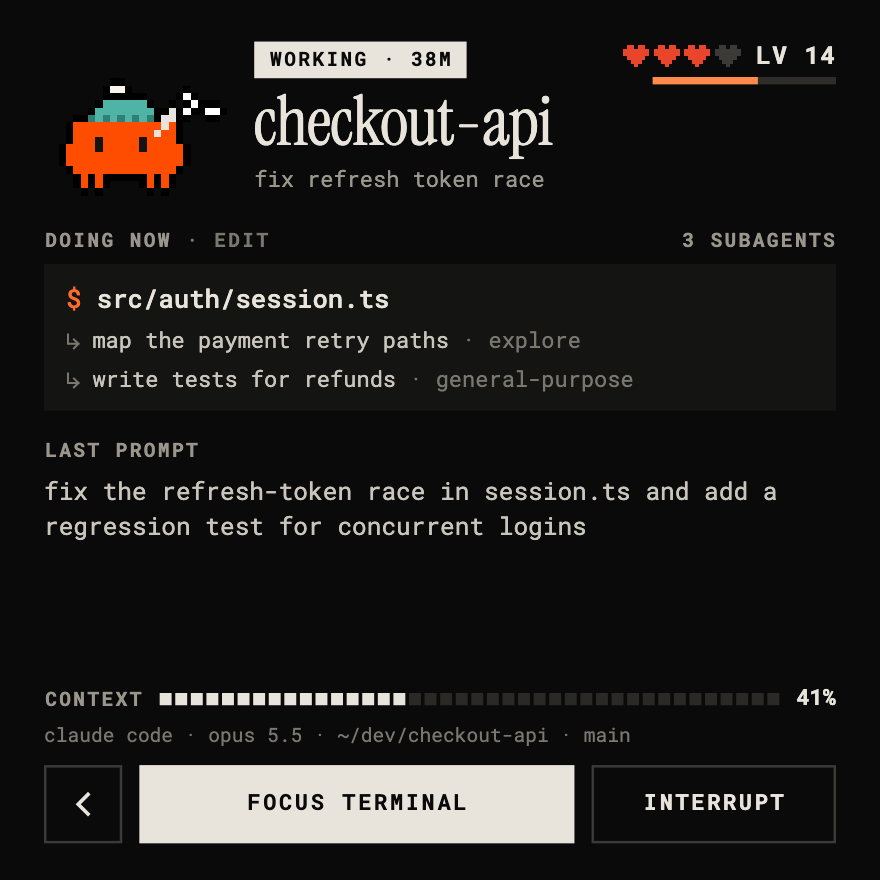 WORKING · 38M
LV 14
checkout-api
fix refresh token race
DOING NOW · EDIT
3 SUBAGENTS
$ src/auth/session.ts
↳ map the payment retry paths · explore
↳ write tests for refunds · general-purpose
LAST PROMPT
fix the refresh-token race in session.ts and add a
regression test for concurrent logins
CONTEXT
41%
claude code · opus 5.5 · ~/dev/checkout-api · main
FOCUS TERMINAL
INTERRUPT